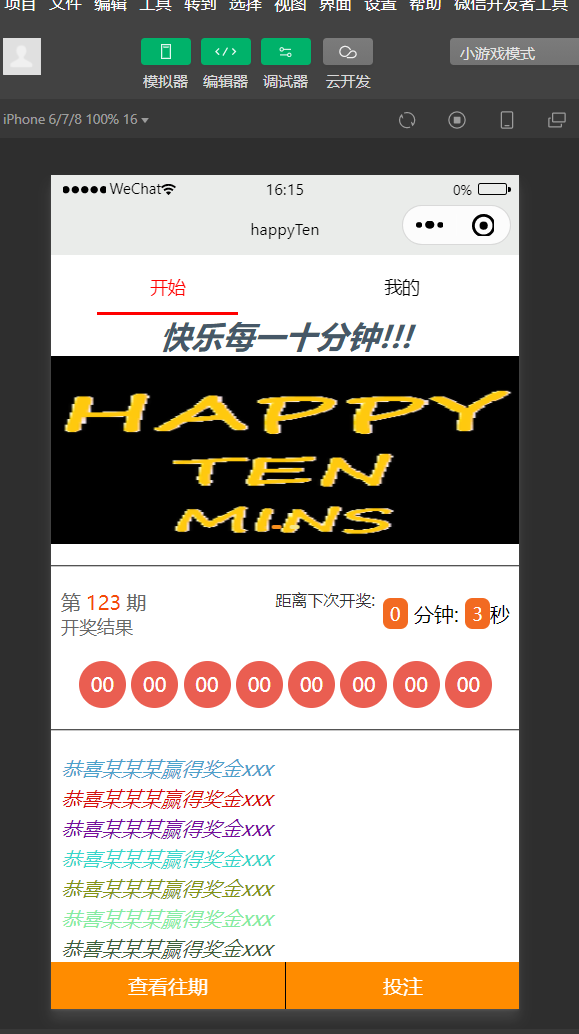 项目 文件 编辑 工具 转到 选择 视图 界面 设置 帮助 微信开发者工具
模拟器 编辑器 调试器 云开发 小游戏模式
iPhone 6/7/8 100% 16
WeChat 16:15 0%
happyTen
开始 我的
快乐每一十分钟!!!
HAPPY
TEN
MINS
第 123 期 距离下次开奖: 0 分钟: 3 秒
开奖结果
00 00 00 00 00 00 00 00
恭喜某某某赢得奖金xxx
恭喜某某某赢得奖金xxx
恭喜某某某赢得奖金xxx
恭喜某某某赢得奖金xxx
恭喜某某某赢得奖金xxx
恭喜某某某赢得奖金xxx
恭喜某某某赢得奖金xxx
查看往期 投注